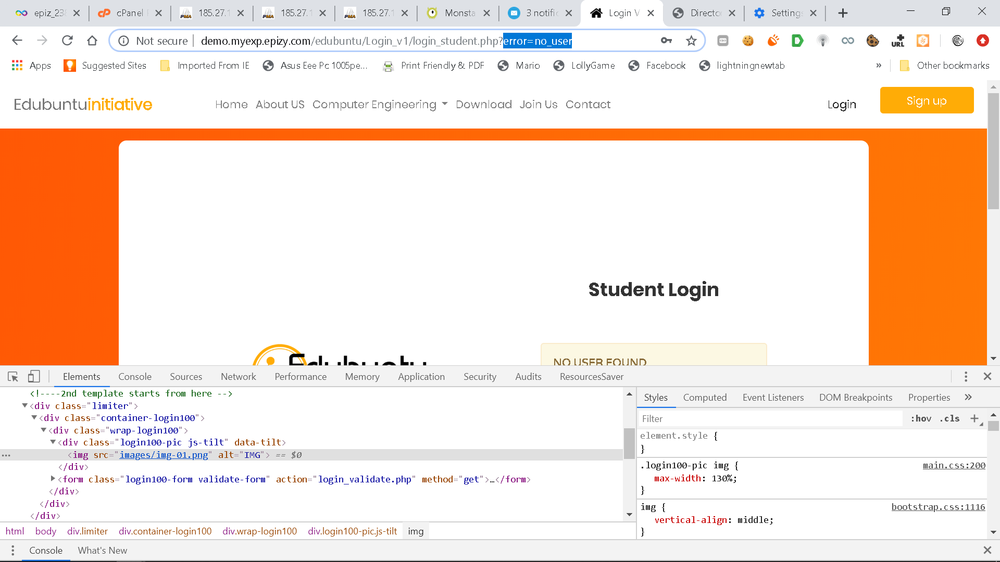 epiz_238
cPanel
185.27.1
185.27.1
185.27.1
Monsta
3 notific
Login V
Director
Settings
Not secure | demo.myexp.epizy.com/edubuntu/Login_v1/login_student.php?error=no_user
Apps Suggested Sites Imported From IE Asus Eee Pc 1005pe... Print Friendly & PDF Mario LollyGame Facebook lightningnewtab » Other bookmarks
Edubuntuinitiative Home About US Computer Engineering Download Join Us Contact Login Sign up
Student Login
Edubuntu
NO USER FOUND
Elements Console Sources Network Performance Memory Application Security Audits ResourcesSaver
<!----2nd template starts from here -->
<div class="limiter">
<div class="container-login100">
<div class="wrap-login100">
<div class="login100-pic js-tilt" data-tilt>
<img src="images/img-01.png" alt="IMG"> == $0
</div>
<form class="login100-form validate-form" action="login_validate.php" method="get">…</form>
</div>
</div>
</div>
html body div.limiter div.container-login100 div.wrap-login100 div.login100-pic.js-tilt img
Styles Computed Event Listeners DOM Breakpoints Properties »
Filter :hov .cls +
element.style {
}
.login100-pic img { main.css:200
max-width: 130%;
}
img { bootstrap.css:1116
vertical-align: middle;
}
Console What's New